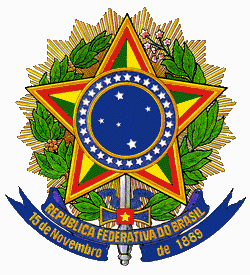 REPÚBLICA FEDERATIVA DO BRASIL
15 de Novembro de 1889